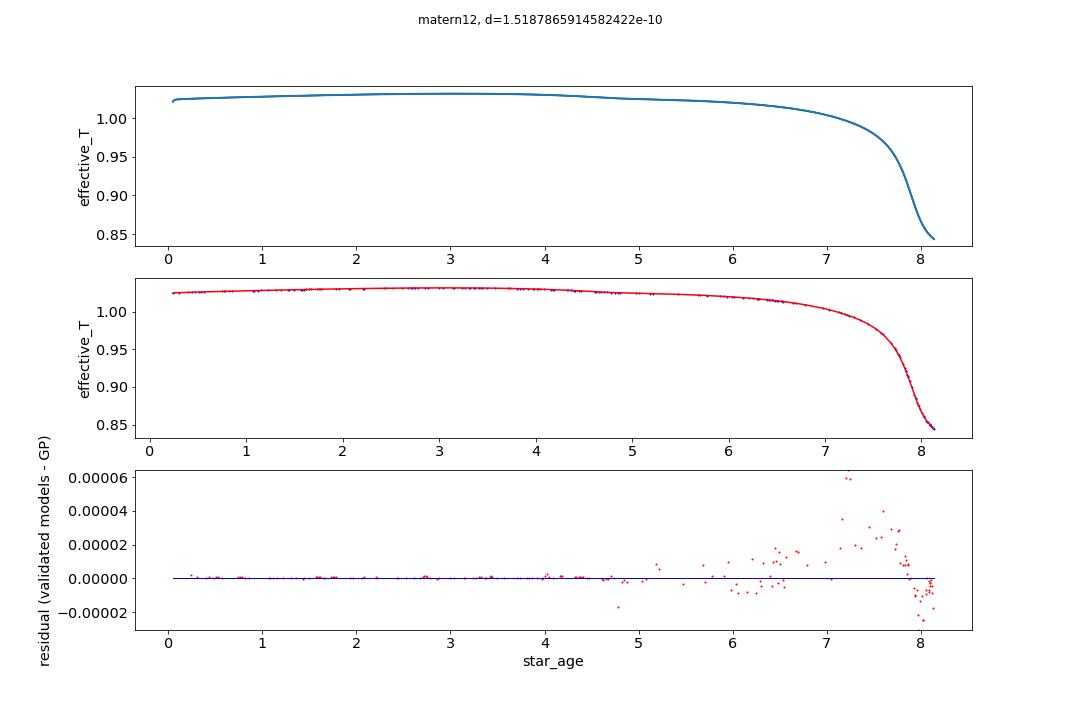 matern12, d=1.5187865914582422e-10
effective_T
1.00
0.95
0.90
0.85
0 1 2 3 4 5 6 7 8
effective_T
1.00
0.95
0.90
0.85
0 1 2 3 4 5 6 7 8
residual (validated models - GP)
0.00006
0.00004
0.00002
0.00000
−0.00002
0 1 2 3 4 5 6 7 8
star_age